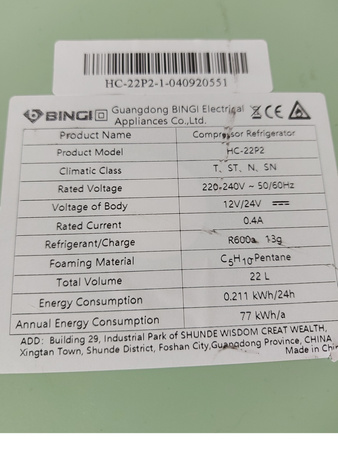 HC-22P2-1-040920551
BINGI Guangdong BINGI Electrical
Appliances Co.,Ltd.
Product Name Compressor Refrigerator
Product Model HC-22P2
Climatic Class T、ST、N、SN
Rated Voltage 220-240V ~ 50/60Hz
Voltage of Body 12V/24V
Rated Current 0.4A
Refrigerant/Charge R600a 13g
Foaming Material C5H10-Pentane
Total Volume 22 L
Energy Consumption 0.211 kWh/24h
Annual Energy Consumption 77 kWh/a
ADD: Building 29, Industrial Park of SHUNDE WISDOM CREAT WEALTH,
Xingtan Town, Shunde District, Foshan City,Guangdong Province, CHINA
Made in